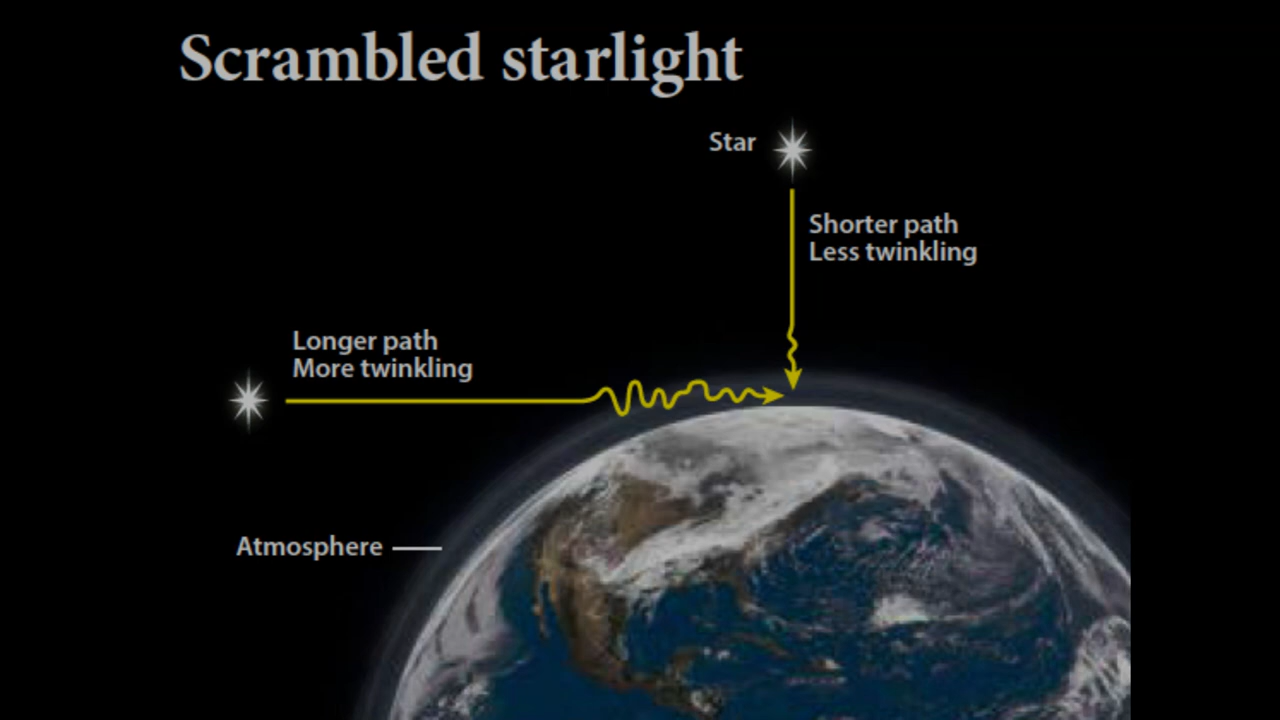 Scrambled starlight
Star
Shorter path
Less twinkling
Longer path
More twinkling
Atmosphere